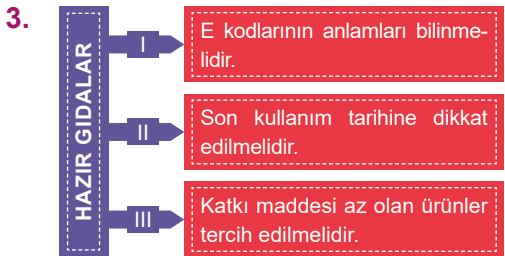 3.
HAZIR GIDALAR
I
E kodlarının anlamları bilinme-
lidir.
II
Son kullanım tarihine dikkat
edilmelidir.
III
Katkı maddesi az olan ürünler
tercih edilmelidir.